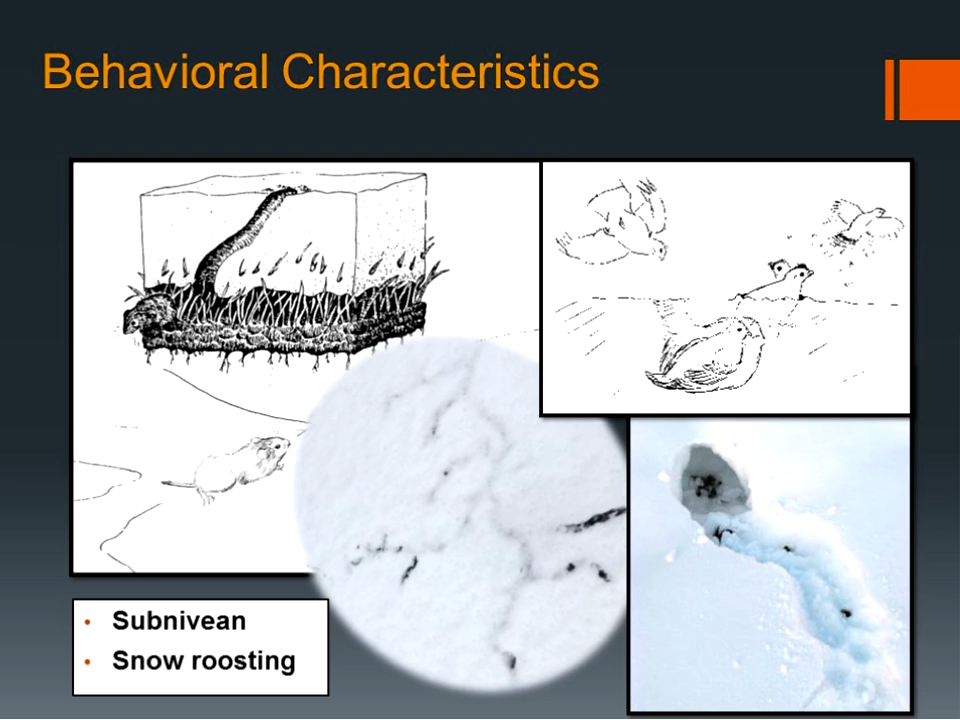 Behavioral Characteristics
• Subnivean
• Snow roosting